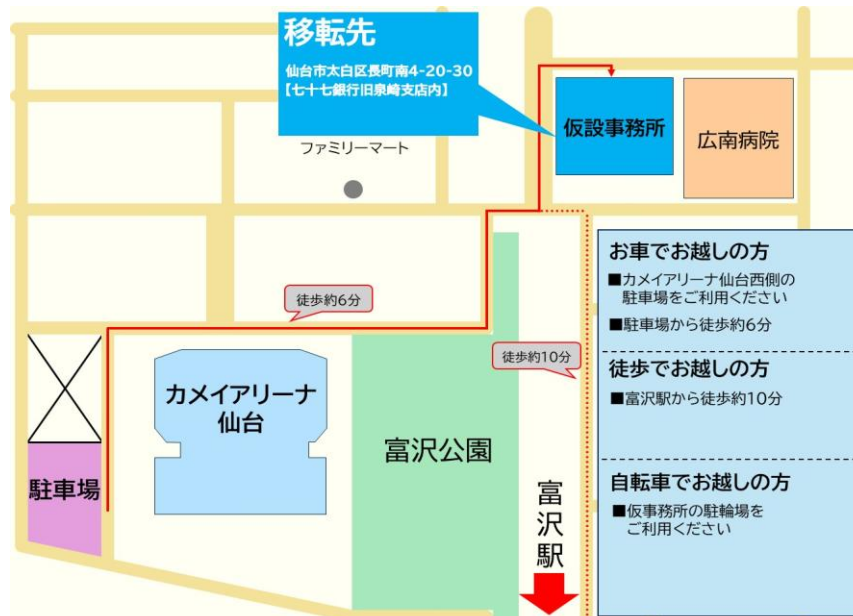 移転先
仙台市太白区長町南4-20-30
【七十七銀行旧泉崎支店内】
仮設事務所
広南病院
ファミリーマート
お車でお越しの方
■カメイアリーナ仙台西側の
駐車場をご利用ください
■駐車場から徒歩約6分
徒歩約6分
徒歩約10分
徒歩でお越しの方
■富沢駅から徒歩約10分
カメイアリーナ
仙台
富沢公園
駐車場
富沢駅
自転車でお越しの方
■仮事務所の駐輪場を
ご利用ください